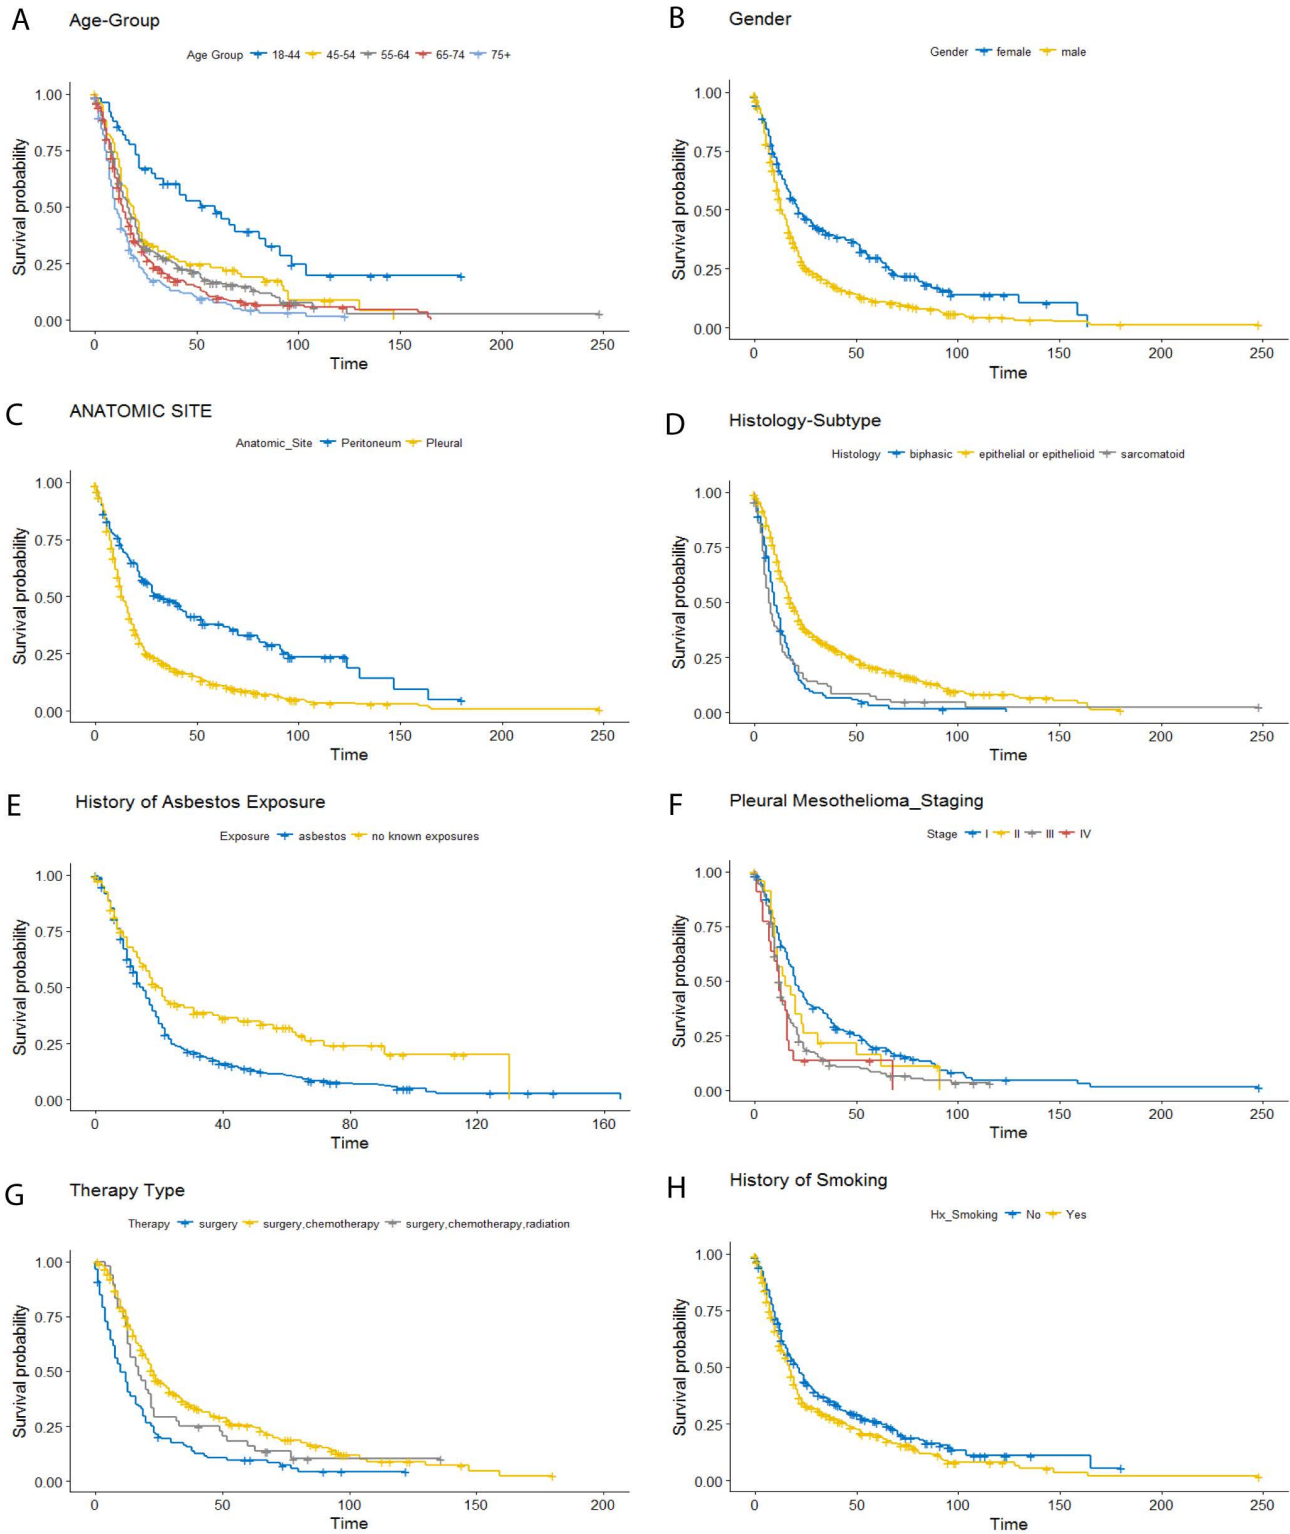 A
Age-Group
Age Group 18-44 45-54 55-64 65-74 75+
Survival probability
1.00
0.75
0.50
0.25
0.00
0 50 100 150 200 250
Time
B
Gender
Gender female male
Survival probability
1.00
0.75
0.50
0.25
0.00
0 50 100 150 200 250
Time
C
ANATOMIC SITE
Anatomic_Site Peritoneum Pleural
Survival probability
1.00
0.75
0.50
0.25
0.00
0 50 100 150 200 250
Time
D
Histology-Subtype
Histology biphasic epithelial or epithelioid sarcomatoid
Survival probability
1.00
0.75
0.50
0.25
0.00
0 50 100 150 200 250
Time
E
History of Asbestos Exposure
Exposure asbestos no known exposures
Survival probability
1.00
0.75
0.50
0.25
0.00
0 40 80 120 160
Time
F
Pleural Mesothelioma_Staging
Stage I II III IV
Survival probability
1.00
0.75
0.50
0.25
0.00
0 50 100 150 200 250
Time
G
Therapy Type
Therapy surgery surgery,chemotherapy surgery,chemotherapy,radiation
Survival probability
1.00
0.75
0.50
0.25
0.00
0 50 100 150 200
Time
H
History of Smoking
Hx_Smoking No Yes
Survival probability
1.00
0.75
0.50
0.25
0.00
0 50 100 150 200 250
Time